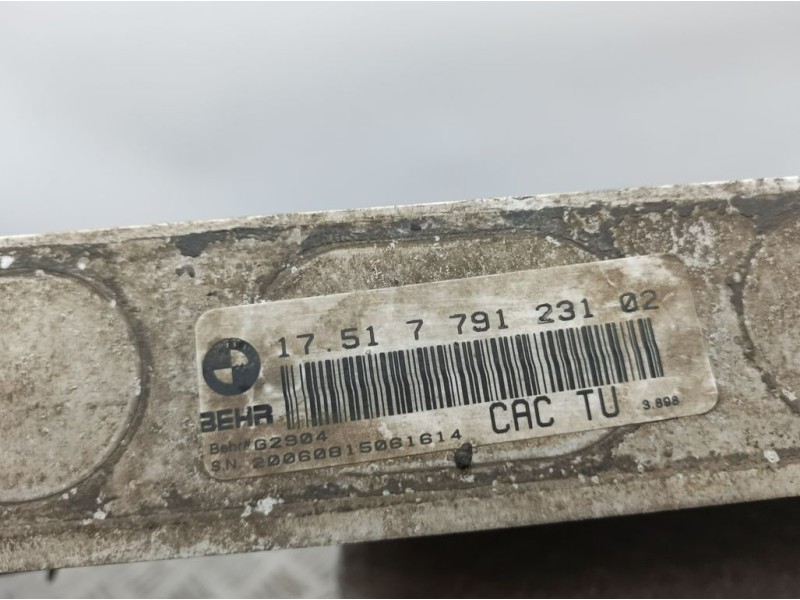 17.51 7 791 231 02
BEHR
CAC TU 3.898
Behr# G2904
S.N. 20060815061614